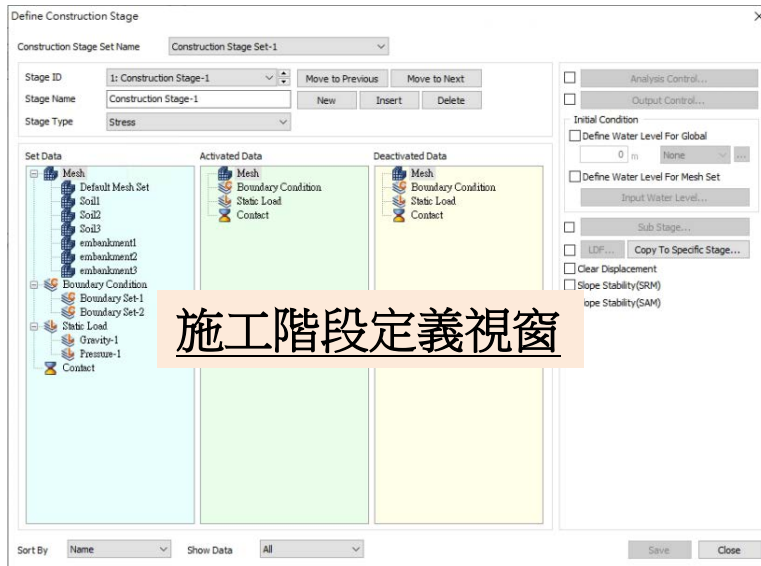 Define Construction Stage
Construction Stage Set Name Construction Stage Set-1
Stage ID 1: Construction Stage-1 Move to Previous Move to Next
Stage Name Construction Stage-1 New Insert Delete
Stage Type Stress
Set Data
Mesh
Default Mesh Set
Soil1
Soil2
Soil3
embankment1
embankment2
embankment3
Boundary Condition
Boundary Set-1
Boundary Set-2
Static Load
Gravity-1
Pressure-1
Contact
Activated Data
Mesh
Boundary Condition
Static Load
Contact
Deactivated Data
Mesh
Boundary Condition
Static Load
Contact
施工階段定義視窗
Analysis Control...
Output Control...
Initial Condition
Define Water Level For Global
0 m None ...
Define Water Level For Mesh Set
Input Water Level...
Sub Stage...
LDF... Copy To Specific Stage...
Clear Displacement
Slope Stability(SRM)
lope Stability(SAM)
Sort By Name Show Data All
Save Close